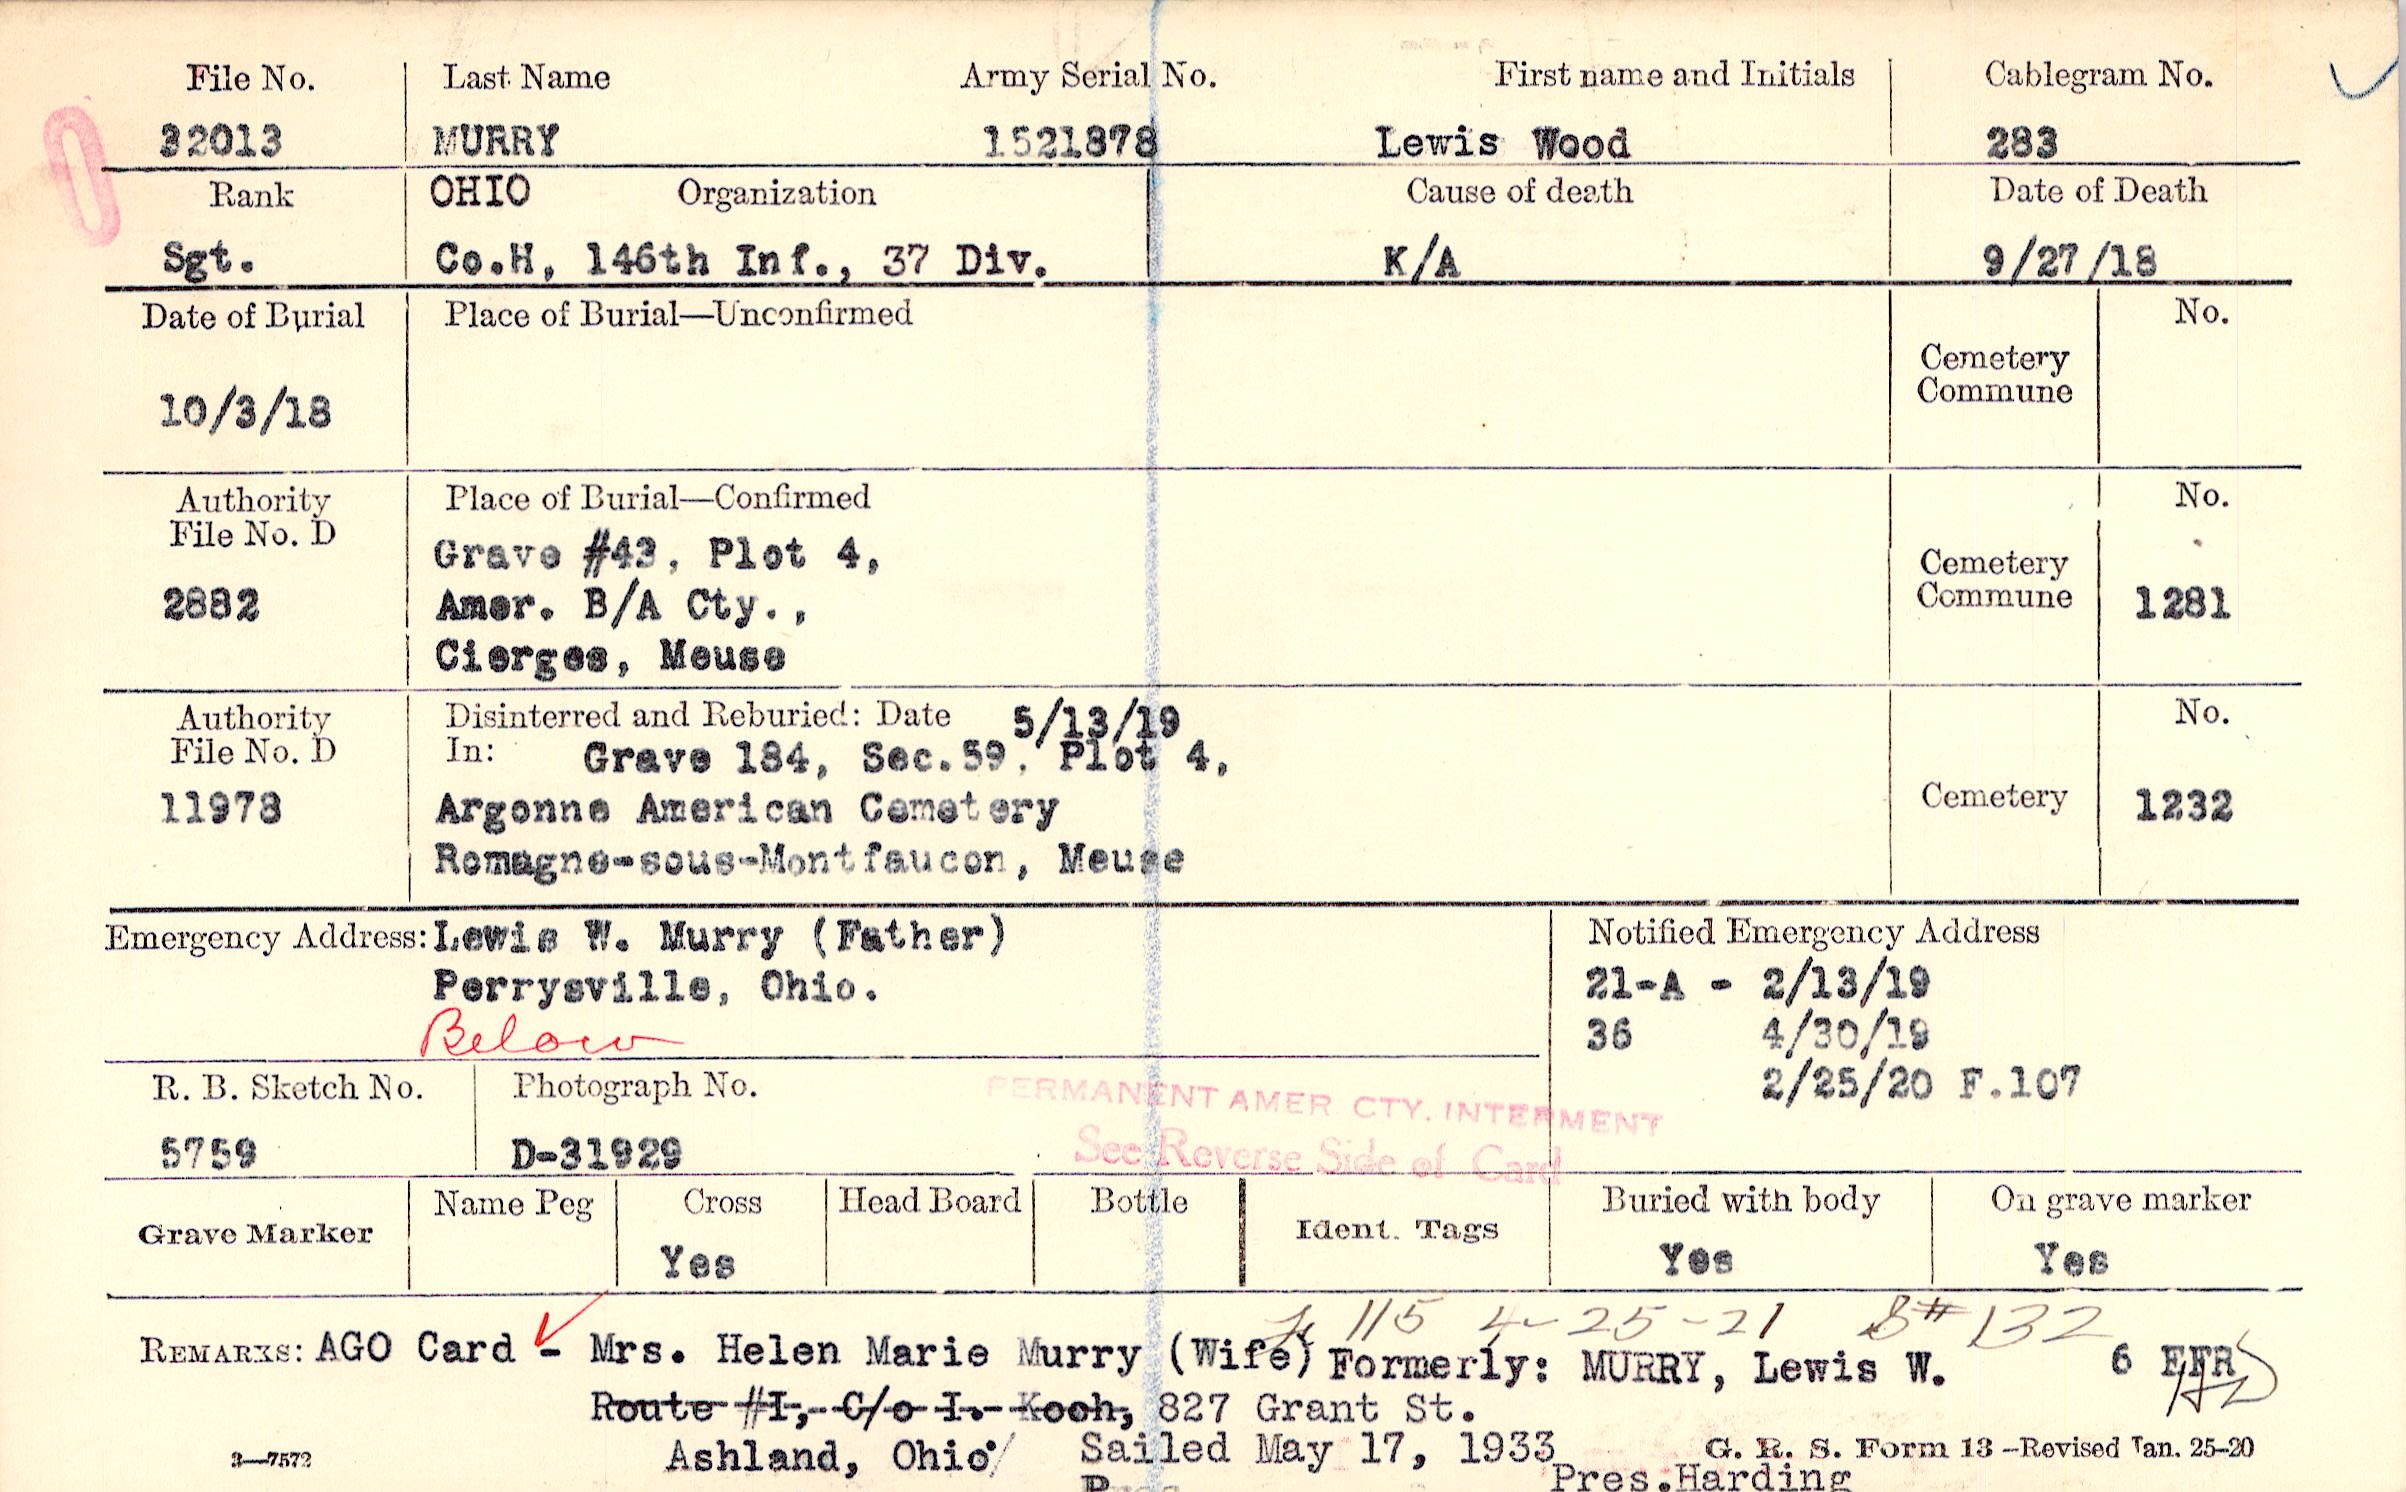 File No. Last Name Army Serial No. First name and Initials Cablegram No.
32013 MURRY 1521878 Lewis Wood 283
Rank OHIO Organization Cause of death Date of Death
Sgt. Co.H, 146th Inf., 37 Div. K/A 9/27/18
Date of Burial Place of Burial—Unconfirmed No.
Cemetery
Commune
10/3/18
Authority Place of Burial—Confirmed No.
File No. D
Grave #43, Plot 4,
Cemetery
2882 Amer. B/A Cty., Commune 1281
Cierges, Meuse
Authority Disinterred and Reburied: Date 5/13/19 No.
File No. D In: Grave 184, Sec.59, Plot 4,
11978 Argonne American Cemetery Cemetery 1232
Romagne-sous-Montfaucon, Meuse
Emergency Address: Lewis W. Murry (Father) Notified Emergency Address
Perrysville, Ohio. 21-A - 2/13/19
Below 36 4/30/19
R. B. Sketch No. Photograph No. 2/25/20 F.107
PERMANENT AMER CTY. INTERMENT
5759 D-31929 See Reverse Side of Card
Grave Marker Name Peg Cross Head Board Bottle Ident. Tags Buried with body On grave marker
Yes Yes Yes
115 4-25-21 B# 132
REMARKS: AGO Card - Mrs. Helen Marie Murry (Wife) Formerly: MURRY, Lewis W. 6 EFR
Route #I, C/o I. Koch, 827 Grant St.
3—7572 Ashland, Ohio Sailed May 17, 1933 G. R. S. Form 13 –Revised Jan. 25–20
Pres. Pres.Harding